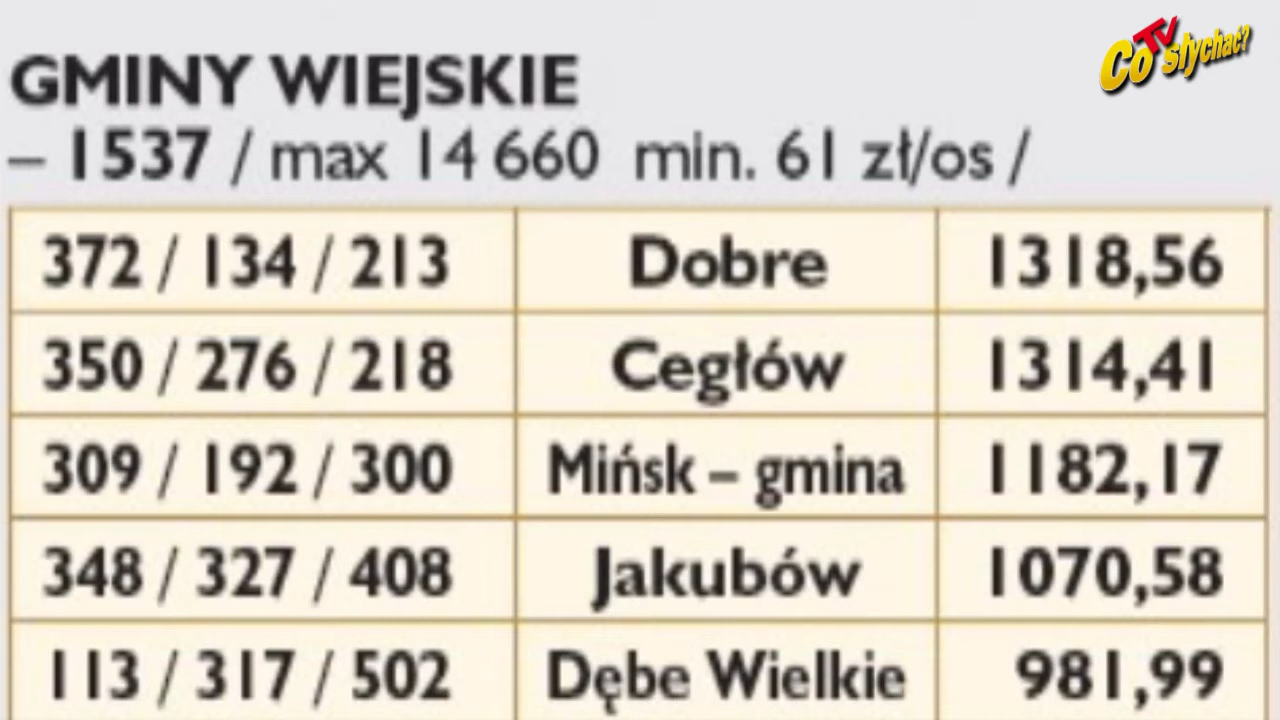 Co TV słychać?
GMINY WIEJSKIE
– 1537 / max 14 660 min. 61 zł/os /
372 / 134 / 213 Dobre 1318,56
350 / 276 / 218 Cegłów 1314,41
309 / 192 / 300 Mińsk – gmina 1182,17
348 / 327 / 408 Jakubów 1070,58
113 / 317 / 502 Dębe Wielkie 981,99